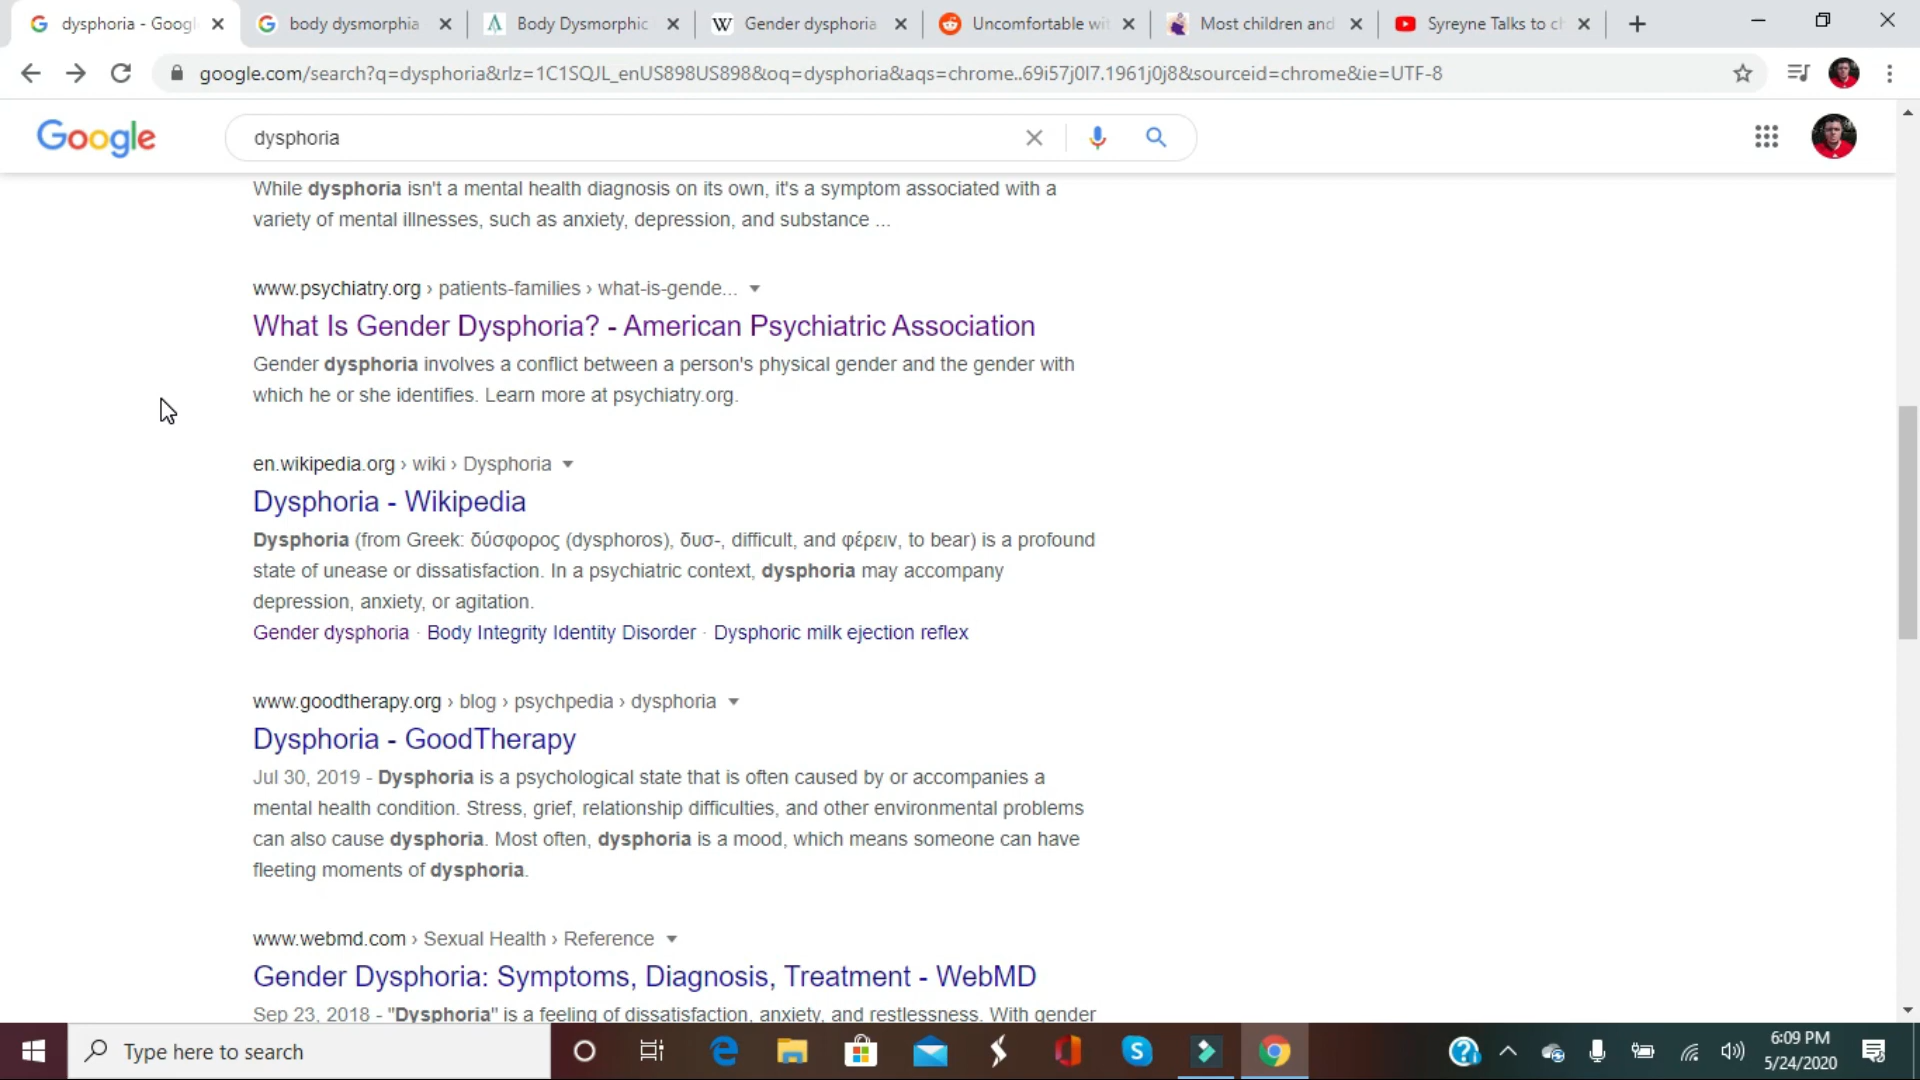 dysphoria - Googl
body dysmorphia
Body Dysmorphic
Gender dysphoria
Uncomfortable wit
Most children and
Syreyne Talks to ch
google.com/search?q=dysphoria&rlz=1C1SQJL_enUS898US898&oq=dysphoria&aqs=chrome..69i57j0l7.1961j0j8&sourceid=chrome&ie=UTF-8
Google
dysphoria
While dysphoria isn't a mental health diagnosis on its own, it's a symptom associated with a
variety of mental illnesses, such as anxiety, depression, and substance ...
www.psychiatry.org › patients-families › what-is-gende...
What Is Gender Dysphoria? - American Psychiatric Association
Gender dysphoria involves a conflict between a person's physical gender and the gender with
which he or she identifies. Learn more at psychiatry.org.
en.wikipedia.org › wiki › Dysphoria
Dysphoria - Wikipedia
Dysphoria (from Greek: δύσφορος (dysphoros), δυσ-, difficult, and φέρειν, to bear) is a profound
state of unease or dissatisfaction. In a psychiatric context, dysphoria may accompany
depression, anxiety, or agitation.
Gender dysphoria · Body Integrity Identity Disorder · Dysphoric milk ejection reflex
www.goodtherapy.org › blog › psychpedia › dysphoria
Dysphoria - GoodTherapy
Jul 30, 2019 - Dysphoria is a psychological state that is often caused by or accompanies a
mental health condition. Stress, grief, relationship difficulties, and other environmental problems
can also cause dysphoria. Most often, dysphoria is a mood, which means someone can have
fleeting moments of dysphoria.
www.webmd.com › Sexual Health › Reference
Gender Dysphoria: Symptoms, Diagnosis, Treatment - WebMD
Sep 23, 2018 - "Dysphoria" is a feeling of dissatisfaction, anxiety, and restlessness. With gender
Type here to search
6:09 PM
5/24/2020